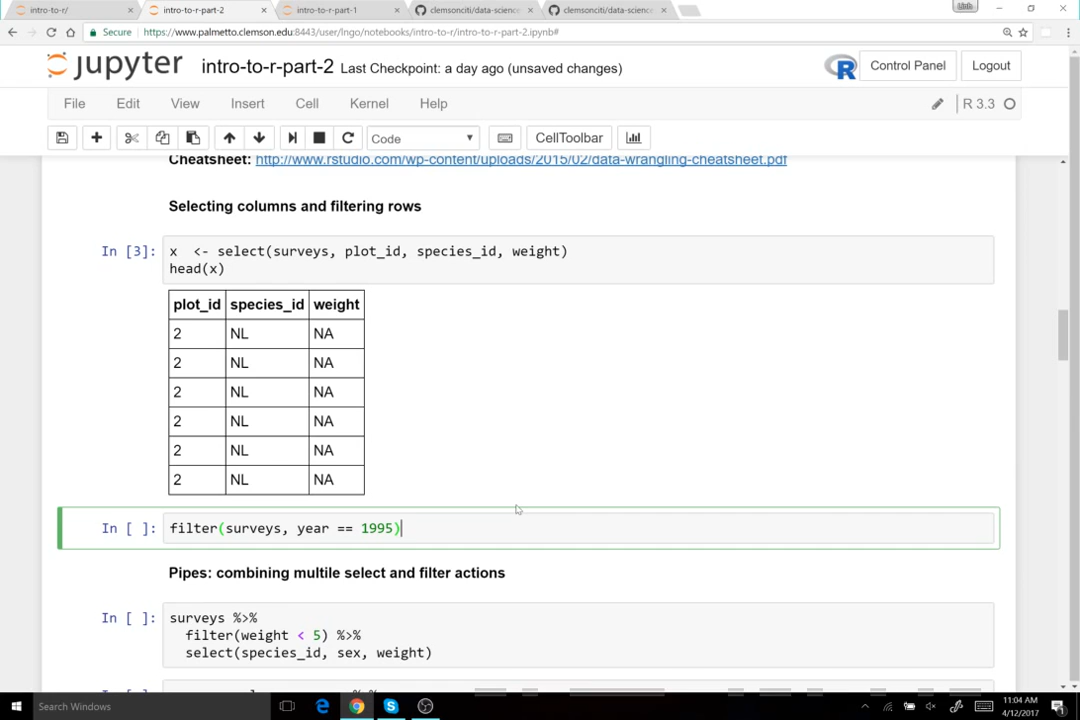 intro-to-r/
intro-to-r-part-2
intro-to-r-part-1
clemsonciti/data-science
clemsonciti/data-science
Secure
https://www.palmetto.clemson.edu:8443/user/lngo/notebooks/intro-to-r/intro-to-r-part-2.ipynb#
jupyter intro-to-r-part-2 Last Checkpoint: a day ago (unsaved changes)
R
Control Panel
Logout
File Edit View Insert Cell Kernel Help
R 3.3
Code
CellToolbar
Cheatsheet: http://www.rstudio.com/wp-content/uploads/2015/02/data-wrangling-cheatsheet.pdf
Selecting columns and filtering rows
In [3]: x <- select(surveys, plot_id, species_id, weight)
head(x)
plot_id species_id weight
2 NL NA
2 NL NA
2 NL NA
2 NL NA
2 NL NA
2 NL NA
In [ ]: filter(surveys, year == 1995)
Pipes: combining multile select and filter actions
In [ ]: surveys %>%
filter(weight < 5) %>%
select(species_id, sex, weight)
Search Windows
11:04 AM
4/12/2017